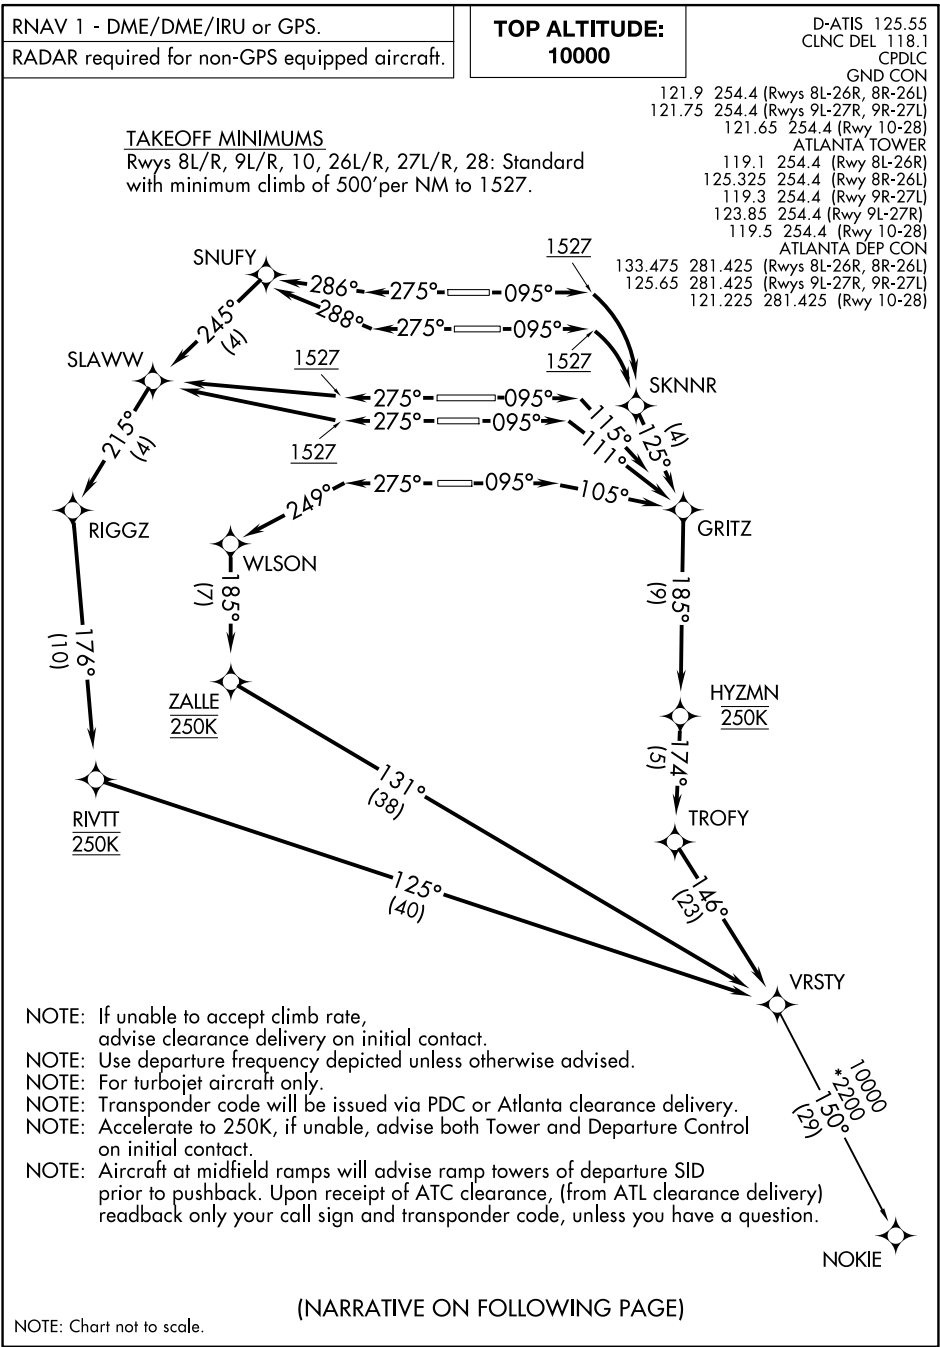 RNAV 1 - DME/DME/IRU or GPS.
RADAR required for non-GPS equipped aircraft.
TOP ALTITUDE:
10000
D-ATIS 125.55
CLNC DEL 118.1
CPDLC
GND CON
121.9 254.4 (Rwys 8L-26R, 8R-26L)
121.75 254.4 (Rwys 9L-27R, 9R-27L)
121.65 254.4 (Rwy 10-28)
ATLANTA TOWER
119.1 254.4 (Rwy 8L-26R)
125.325 254.4 (Rwy 8R-26L)
119.3 254.4 (Rwy 9R-27L)
123.85 254.4 (Rwy 9L-27R)
119.5 254.4 (Rwy 10-28)
ATLANTA DEP CON
133.475 281.425 (Rwys 8L-26R, 8R-26L)
125.65 281.425 (Rwys 9L-27R, 9R-27L)
121.225 281.425 (Rwy 10-28)
TAKEOFF MINIMUMS
Rwys 8L/R, 9L/R, 10, 26L/R, 27L/R, 28: Standard
with minimum climb of 500'per NM to 1527.
SNUFY
1527
286° 275° 095°
288° 275° 095°
245°
(4)
1527
SLAWW
1527
SKNNR
275° 095°
275° 095°
115°
111°
125°
(4)
1527
215°
(4)
249° 275° 095° 105°
RIGGZ
WLSON
GRITZ
185°
(7)
185°
(9)
176°
(10)
ZALLE
250K
HYZMN
250K
174°
(5)
131°
(38)
RIVTT
250K
TROFY
125°
(40)
146°
(23)
VRSTY
10000
*2200
150°
(29)
NOKIE
NOTE: If unable to accept climb rate,
advise clearance delivery on initial contact.
NOTE: Use departure frequency depicted unless otherwise advised.
NOTE: For turbojet aircraft only.
NOTE: Transponder code will be issued via PDC or Atlanta clearance delivery.
NOTE: Accelerate to 250K, if unable, advise both Tower and Departure Control
on initial contact.
NOTE: Aircraft at midfield ramps will advise ramp towers of departure SID
prior to pushback. Upon receipt of ATC clearance, (from ATL clearance delivery)
readback only your call sign and transponder code, unless you have a question.
(NARRATIVE ON FOLLOWING PAGE)
NOTE: Chart not to scale.